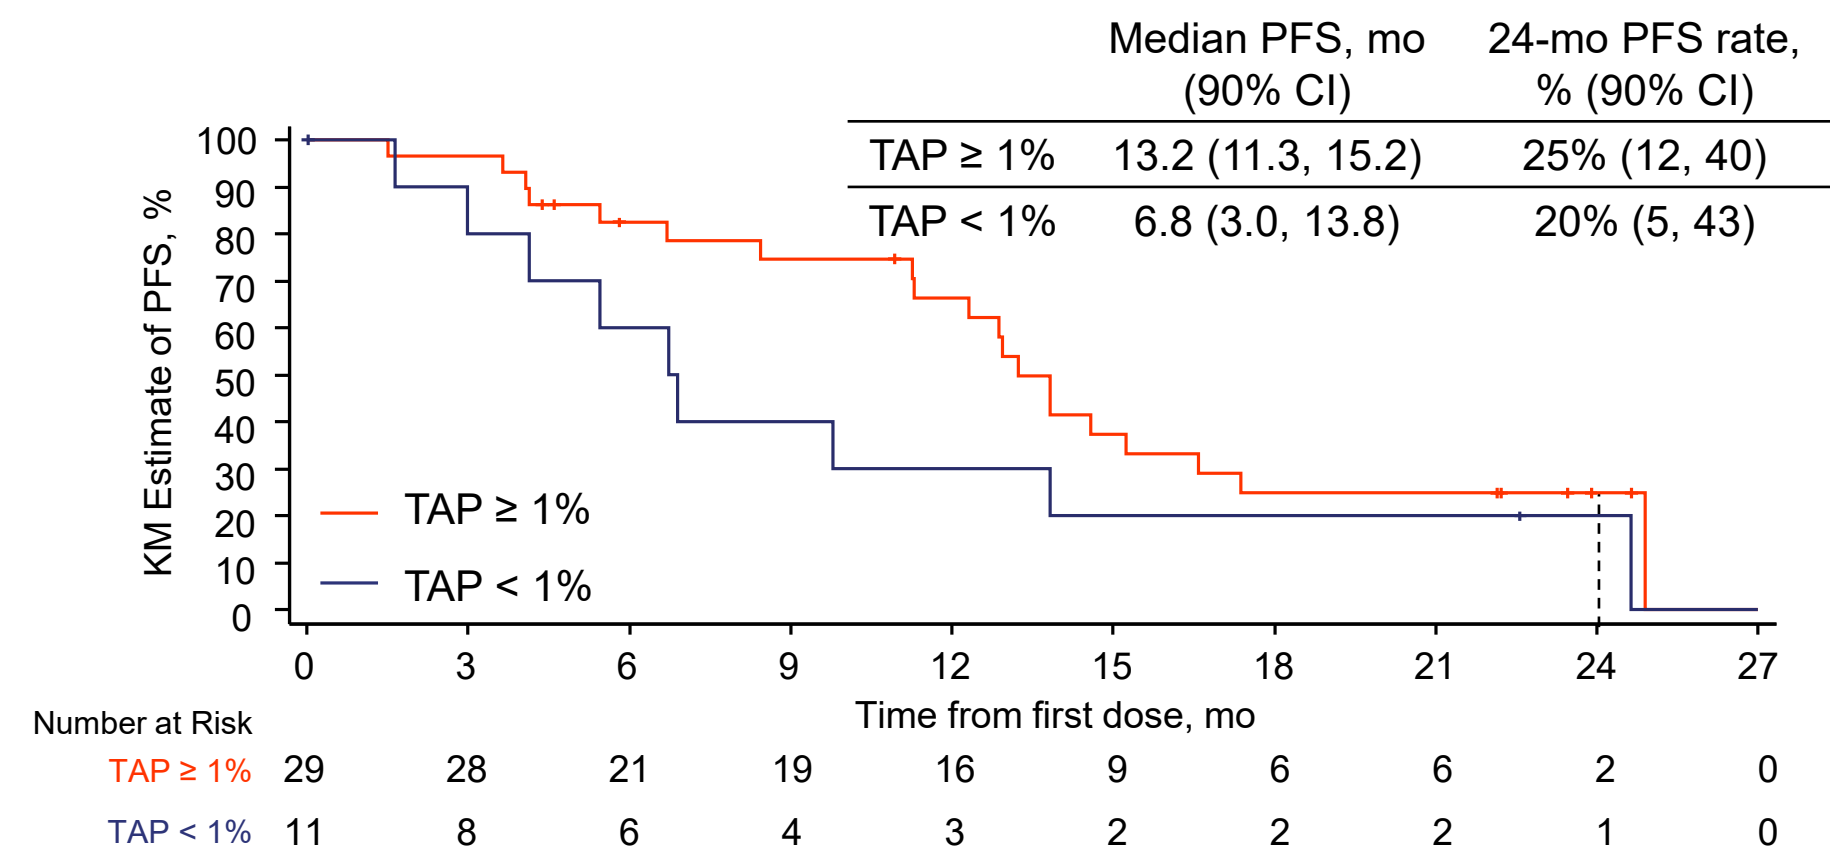 Median PFS, mo 24-mo PFS rate,
(90% CI) % (90% CI)
TAP ≥ 1% 13.2 (11.3, 15.2) 25% (12, 40)
TAP < 1% 6.8 (3.0, 13.8) 20% (5, 43)
KM Estimate of PFS, %
100
90
80
70
60
50
40
30
20
10
0
TAP ≥ 1%
TAP < 1%
0 3 6 9 12 15 18 21 24 27
Time from first dose, mo
Number at Risk
TAP ≥ 1% 29 28 21 19 16 9 6 6 2 0
TAP < 1% 11 8 6 4 3 2 2 2 1 0